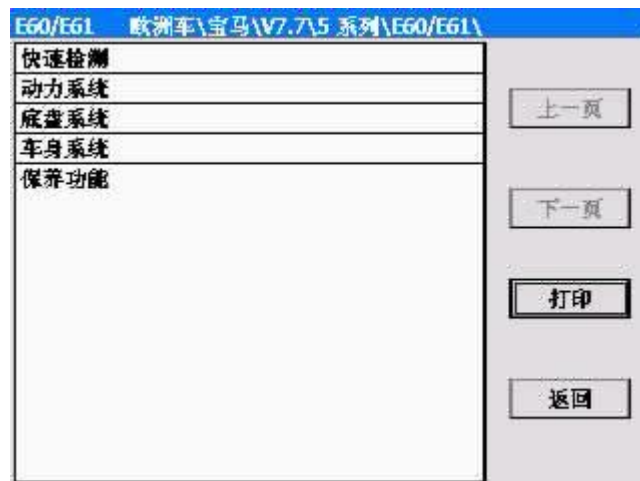 E60/E61 欧洲车\宝马\V7.7\5 系列\E60/E61\
快速检测
动力系统
底盘系统
车身系统
保养功能
上一页
下一页
打印
返回